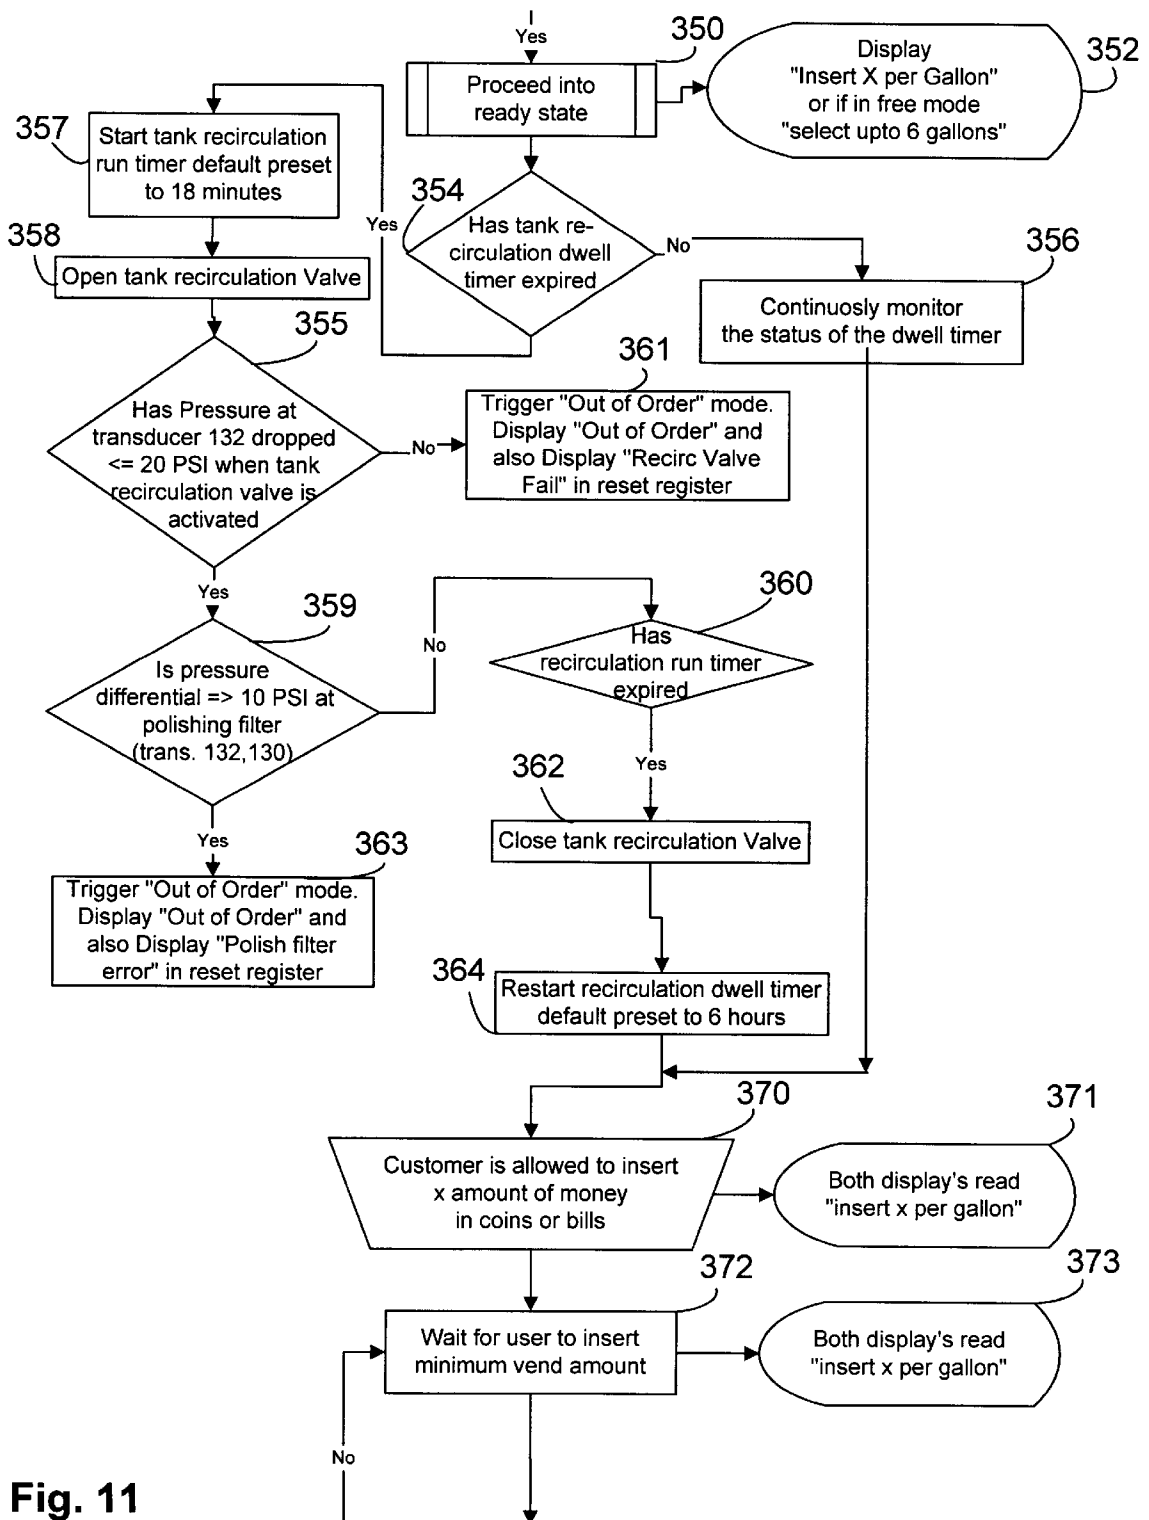 Yes
350
Proceed into
ready state
Display
"Insert X per Gallon"
or if in free mode
"select upto 6 gallons"
352
357
Start tank recirculation
run timer default preset
to 18 minutes
354
Yes
Has tank re-
circulation dwell
timer expired
No
356
Continuosly monitor
the status of the dwell timer
358
Open tank recirculation Valve
355
Has Pressure at
transducer 132 dropped
<= 20 PSI when tank
recirculation valve is
activated
No
361
Trigger "Out of Order" mode.
Display "Out of Order" and
also Display "Recirc Valve
Fail" in reset register
Yes
359
Is pressure
differential => 10 PSI at
polishing filter
(trans. 132,130)
No
360
Has
recirculation run timer
expired
Yes
362
Close tank recirculation Valve
Yes
363
Trigger "Out of Order" mode.
Display "Out of Order" and
also Display "Polish filter
error" in reset register
364
Restart recirculation dwell timer
default preset to 6 hours
370
Customer is allowed to insert
x amount of money
in coins or bills
371
Both display's read
"insert x per gallon"
372
Wait for user to insert
minimum vend amount
373
Both display's read
"insert x per gallon"
No
Fig. 11